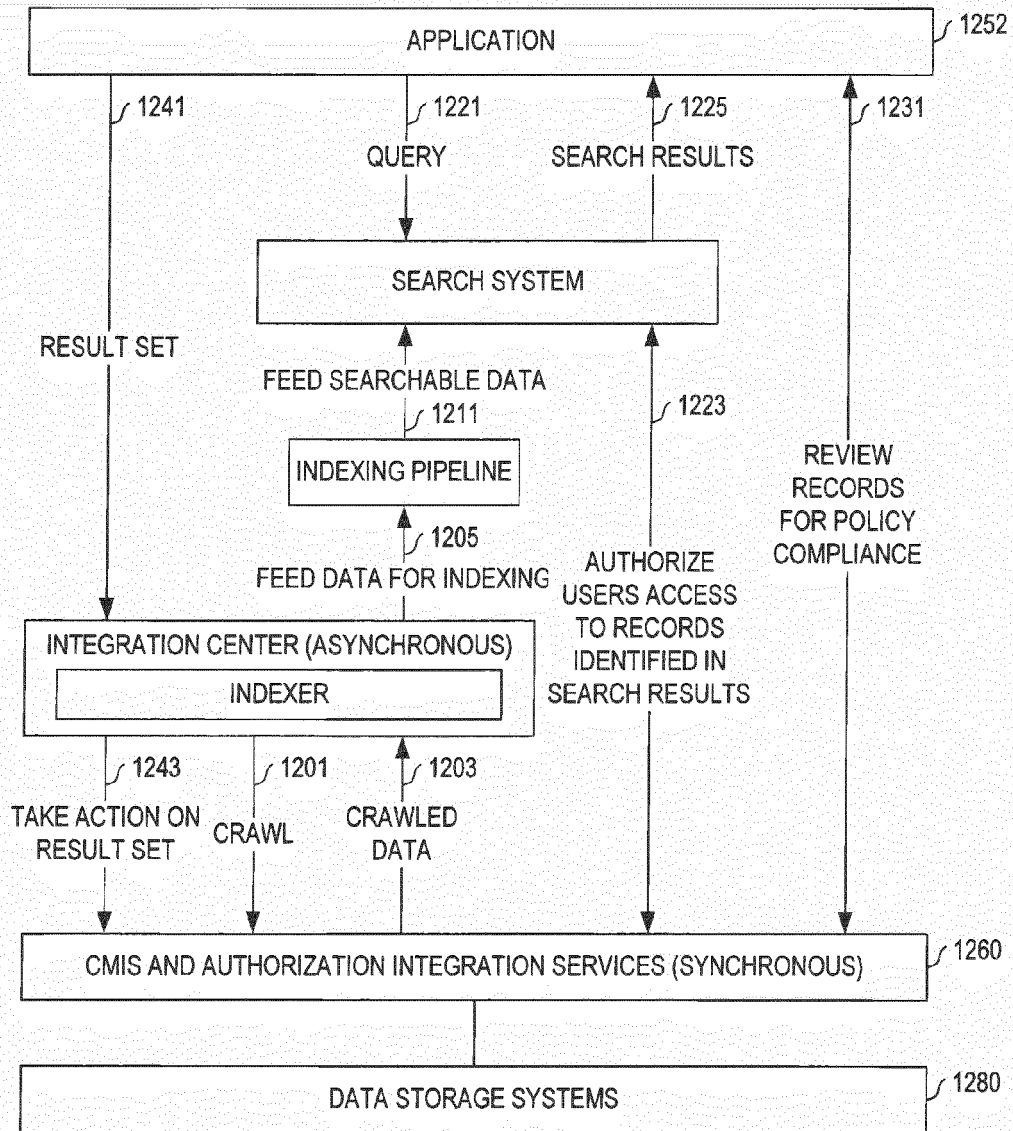 APPLICATION
1252
1241
1221
1225
1231
QUERY
SEARCH RESULTS
SEARCH SYSTEM
RESULT SET
FEED SEARCHABLE DATA
1211
1223
INDEXING PIPELINE
REVIEW
RECORDS
FOR POLICY
COMPLIANCE
1205
FEED DATA FOR INDEXING
AUTHORIZE
USERS ACCESS
TO RECORDS
IDENTIFIED IN
SEARCH RESULTS
INTEGRATION CENTER (ASYNCHRONOUS)
INDEXER
1243
1201
1203
TAKE ACTION ON
RESULT SET
CRAWL
CRAWLED
DATA
CMIS AND AUTHORIZATION INTEGRATION SERVICES (SYNCHRONOUS)
1260
DATA STORAGE SYSTEMS
1280